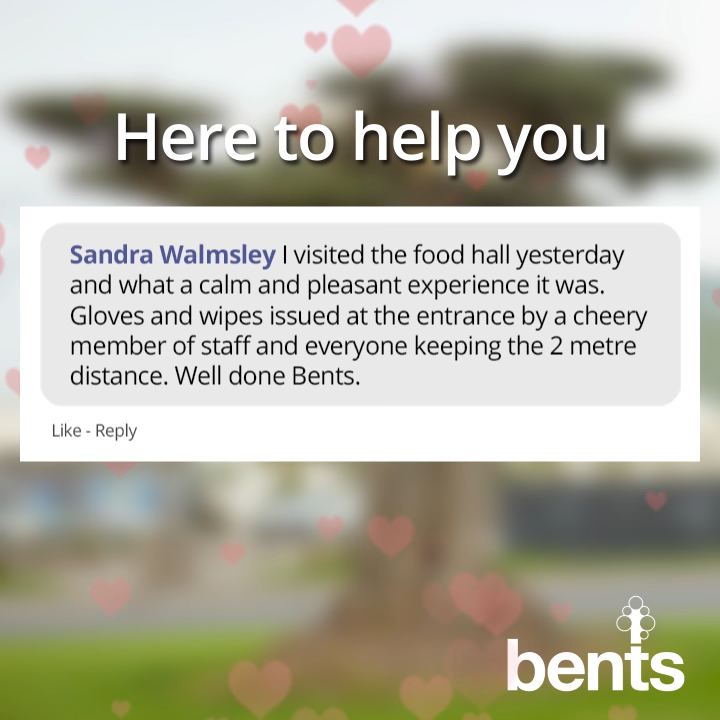 Here to help you
Sandra Walmsley I visited the food hall yesterday
and what a calm and pleasant experience it was.
Gloves and wipes issued at the entrance by a cheery
member of staff and everyone keeping the 2 metre
distance. Well done Bents.
Like - Reply
bents